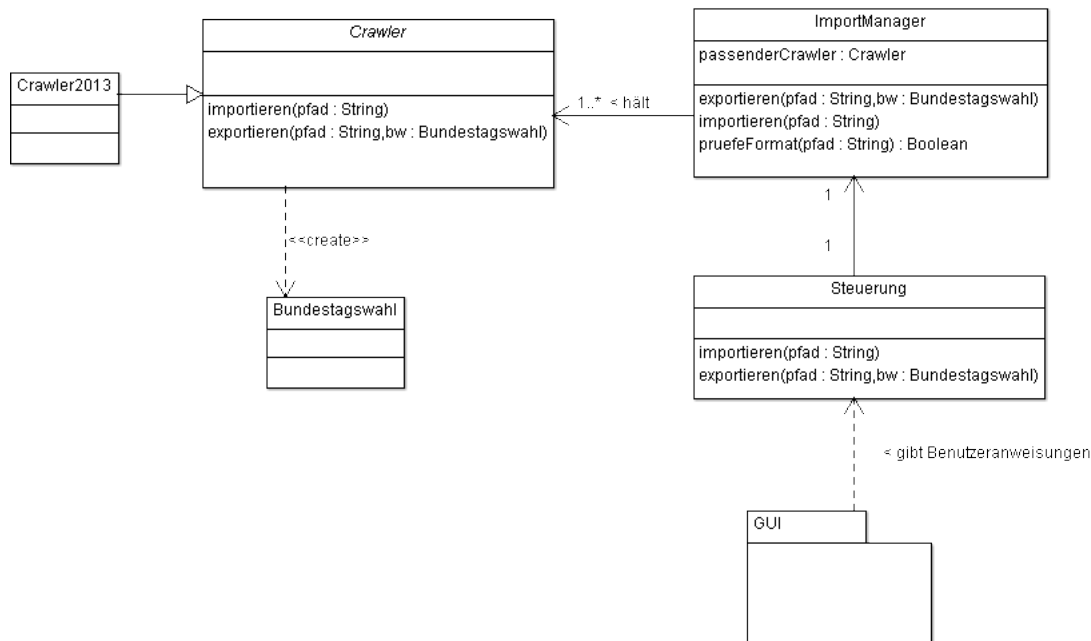 Crawler
ImportManager
passenderCrawler : Crawler
Crawler2013
importieren(pfad : String)
exportieren(pfad : String,bw : Bundestagswahl)
1..* < hält
exportieren(pfad : String,bw : Bundestagswahl)
importieren(pfad : String)
pruefeFormat(pfad : String) : Boolean
1
<<create>>
1
Steuerung
Bundestagswahl
importieren(pfad : String)
exportieren(pfad : String,bw : Bundestagswahl)
< gibt Benutzeranweisungen
GUI